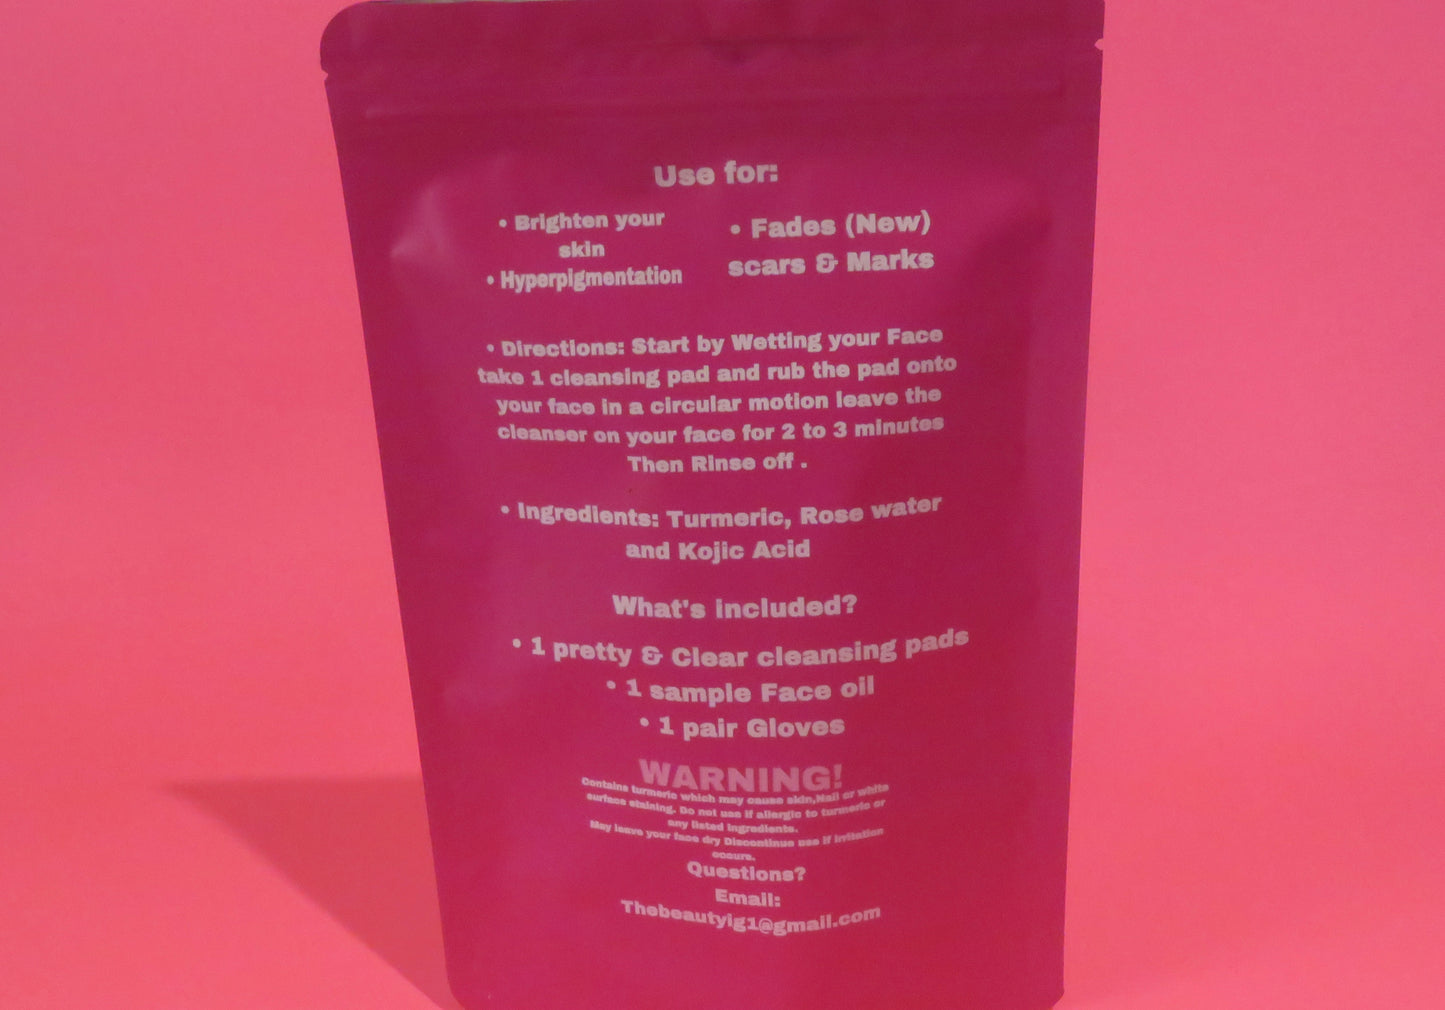 Use for:
• Brighten your
skin
• Hyperpigmentation
• Fades (New)
scars & Marks
• Directions: Start by Wetting your Face
take 1 cleansing pad and rub the pad onto
your face in a circular motion leave the
cleanser on your face for 2 to 3 minutes
Then Rinse off .
• Ingredients: Turmeric, Rose water
and Kojic Acid
What's included?
• 1 pretty & Clear cleansing pads
• 1 sample Face oil
• 1 pair Gloves
WARNING!
Contains turmeric which may cause skin,Nail or white
surface staining. Do not use if allergic to turmeric or
any listed ingredients.
May leave your face dry Discontinue use if irritation
occurs.
Questions?
Email:
Thebeautyig1@gmail.com